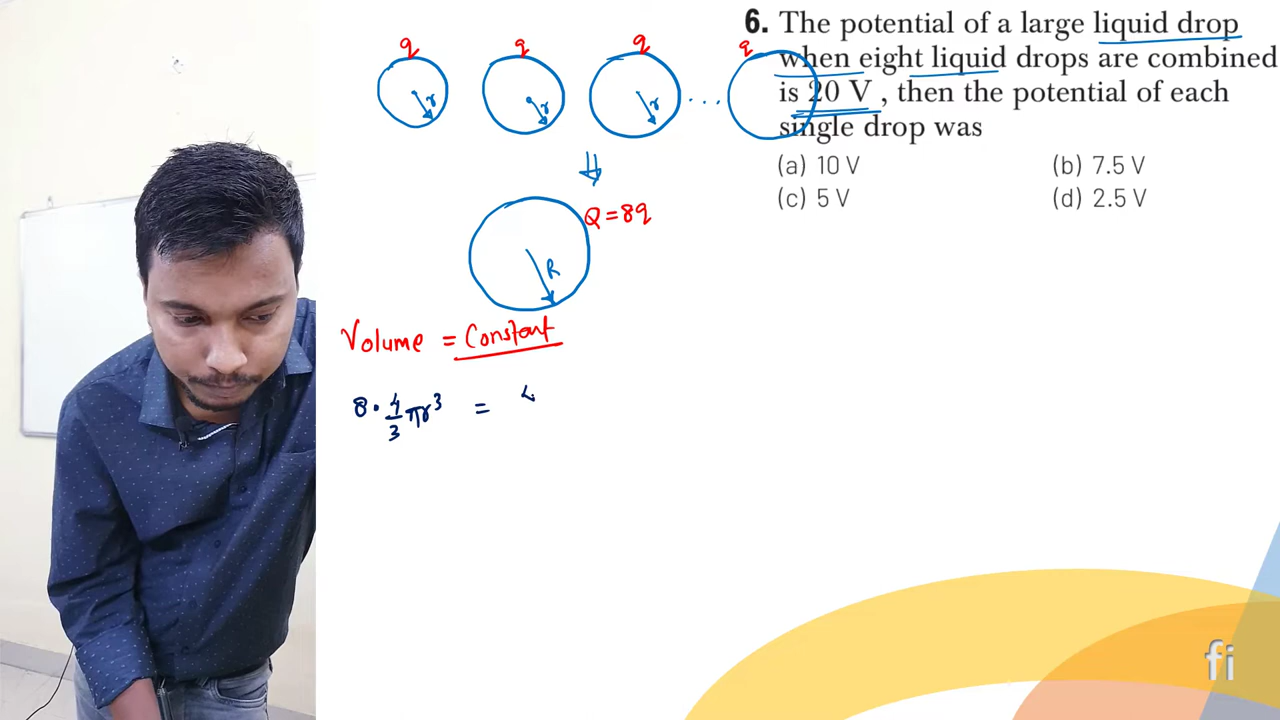 6. The potential of a large liquid drop
when eight liquid drops are combined
is 20 V , then the potential of each
single drop was
(a) 10 V (b) 7.5 V
(c) 5 V (d) 2.5 V
q q q q
r r r ...
Q = 8q
R
Volume = Constant
8 · 4/3 πr³ =
fi